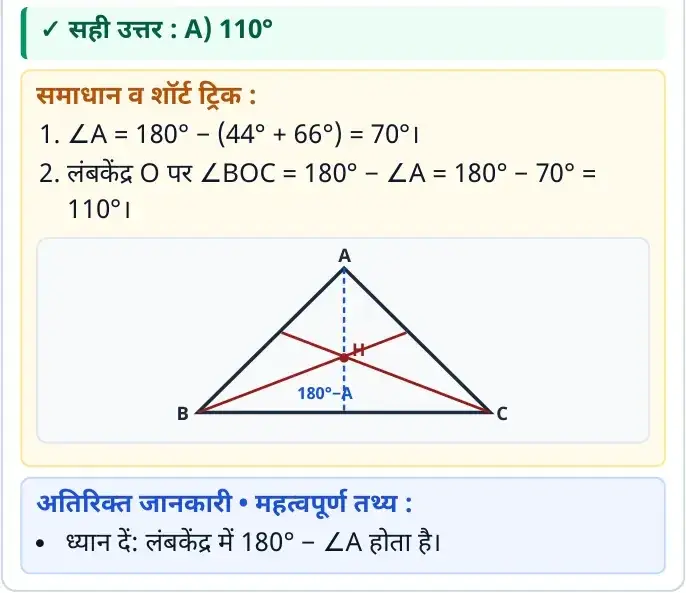 ✓ सही उत्तर : A) 110°
समाधान व शॉर्ट ट्रिक :
1. ∠A = 180° − (44° + 66°) = 70°।
2. लंबकेंद्र O पर ∠BOC = 180° − ∠A = 180° − 70° =
110°।
A
H
180°−A
B
C
अतिरिक्त जानकारी • महत्वपूर्ण तथ्य :
• ध्यान दें: लंबकेंद्र में 180° − ∠A होता है।